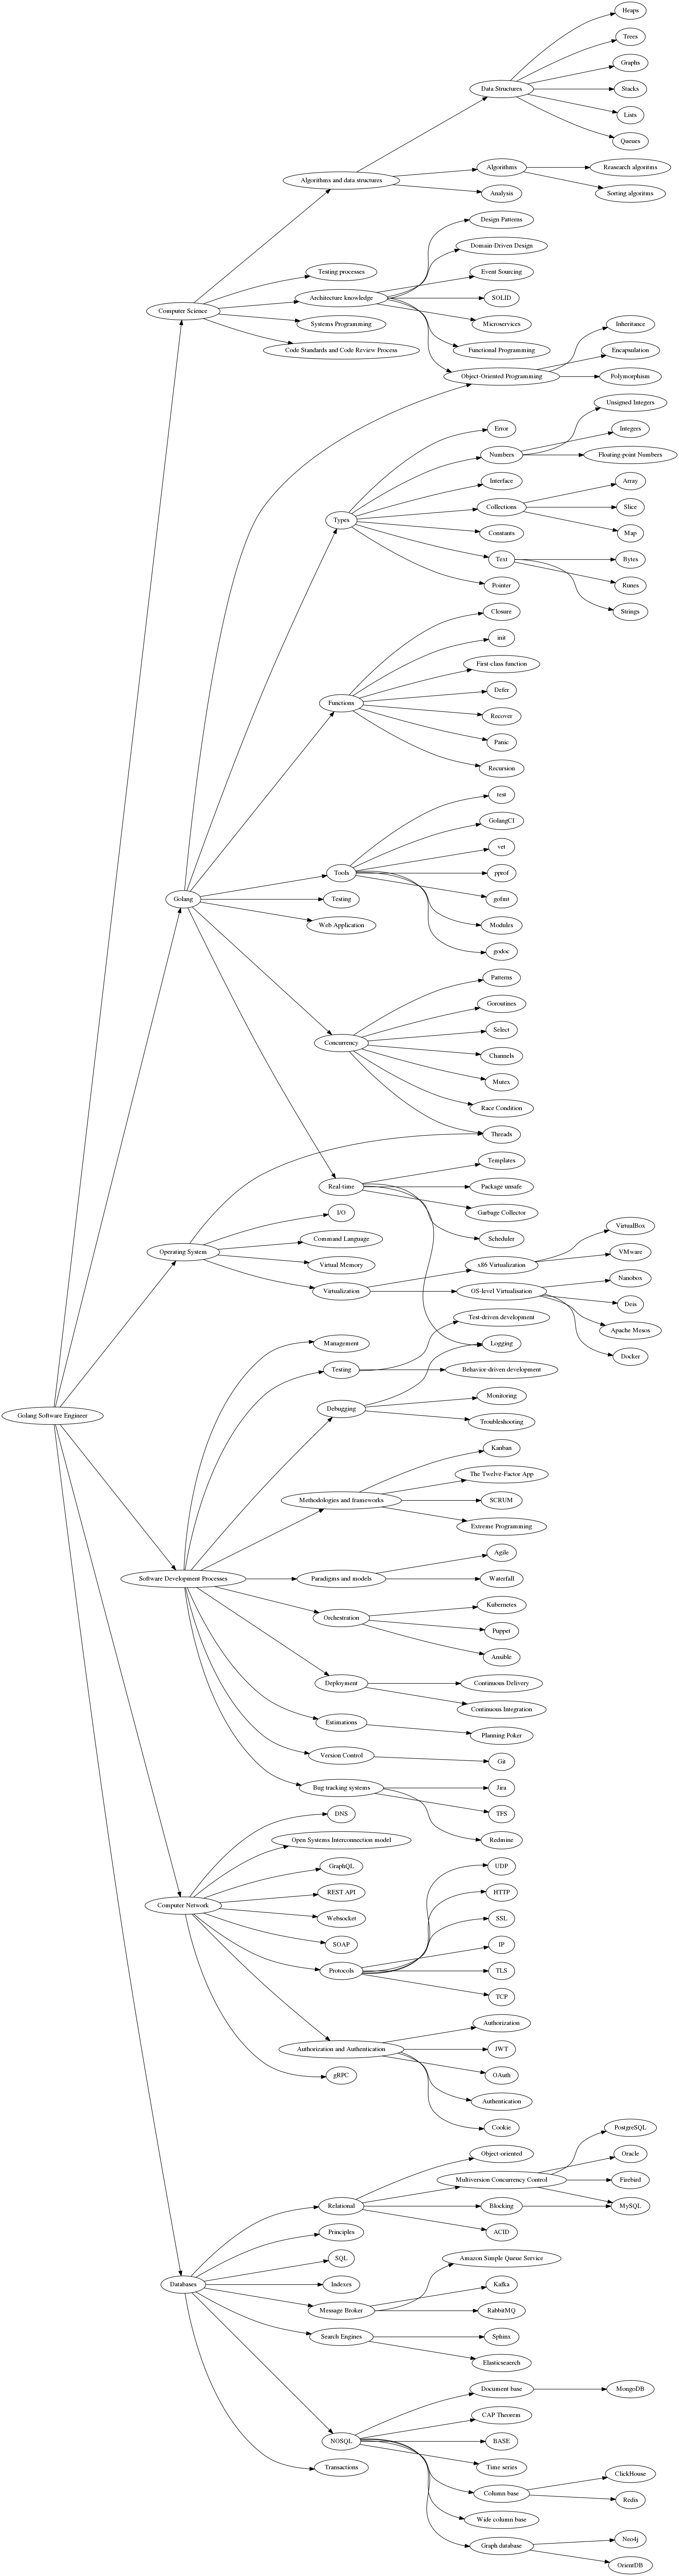 Heaps
Trees
Graphs
Data Structures
Stacks
Lists
Queues
Algorithms
Reasearch algoritms
Algorithms and data structures
Analysis
Sorting algoritms
Design Patterns
Domain-Driven Design
Testing processes
Event Sourcing
Architecture knowledge
SOLID
Computer Science
Systems Programming
Microservices
Inheritance
Code Standards and Code Review Process
Functional Programming
Encapsulation
Object-Oriented Programming
Polymorphism
Unsigned Integers
Error
Integers
Numbers
Floating point Numbers
Interface
Array
Collections
Slice
Types
Constants
Map
Text
Bytes
Pointer
Runes
Closure
Strings
init
First-class function
Defer
Functions
Recover
Panic
Recursion
test
GolangCI
vet
Tools
pprof
Golang
Testing
gofmt
Web Application
Modules
godoc
Patterns
Goroutines
Select
Concurrency
Channels
Mutex
Race Condition
Threads
Templates
Real-time
Package unsafe
I/O
Garbage Collector
Command Language
Scheduler
VirtualBox
Operating System
Virtual Memory
x86 Virtualization
VMware
Virtualization
OS-level Virtualisation
Nanobox
Deis
Test-driven development
Apache Mesos
Management
Logging
Docker
Testing
Behavior-driven development
Monitoring
Debugging
Golang Software Engineer
Troubleshooting
Kanban
The Twelve-Factor App
Methodologies and frameworks
SCRUM
Extreme Programming
Agile
Software Development Processes
Paradigms and models
Waterfall
Kubernetes
Orchestration
Puppet
Ansible
Deployment
Continuous Delivery
Continuous Integration
Estimations
Planning Poker
Version Control
Git
Bug tracking systems
Jira
TFS
DNS
Redmine
Open Systems Interconnection model
GraphQL
UDP
REST API
HTTP
Computer Network
Websocket
SSL
SOAP
IP
Protocols
TLS
TCP
Authorization
Authorization and Authentication
JWT
gRPC
OAuth
Authentication
Cookie
PostgreSQL
Object-oriented
Oracle
Multiversion Concurrency Control
Firebird
Relational
Blocking
MySQL
Principles
ACID
SQL
Amazon Simple Queue Service
Databases
Indexes
Kafka
Message Broker
RabbitMQ
Search Engines
Sphinx
Elasticseaerch
Document base
MongoDB
CAP Theorem
NOSQL
BASE
Transactions
Time series
ClickHouse
Column base
Redis
Wide column base
Neo4j
Graph database
OrientDB